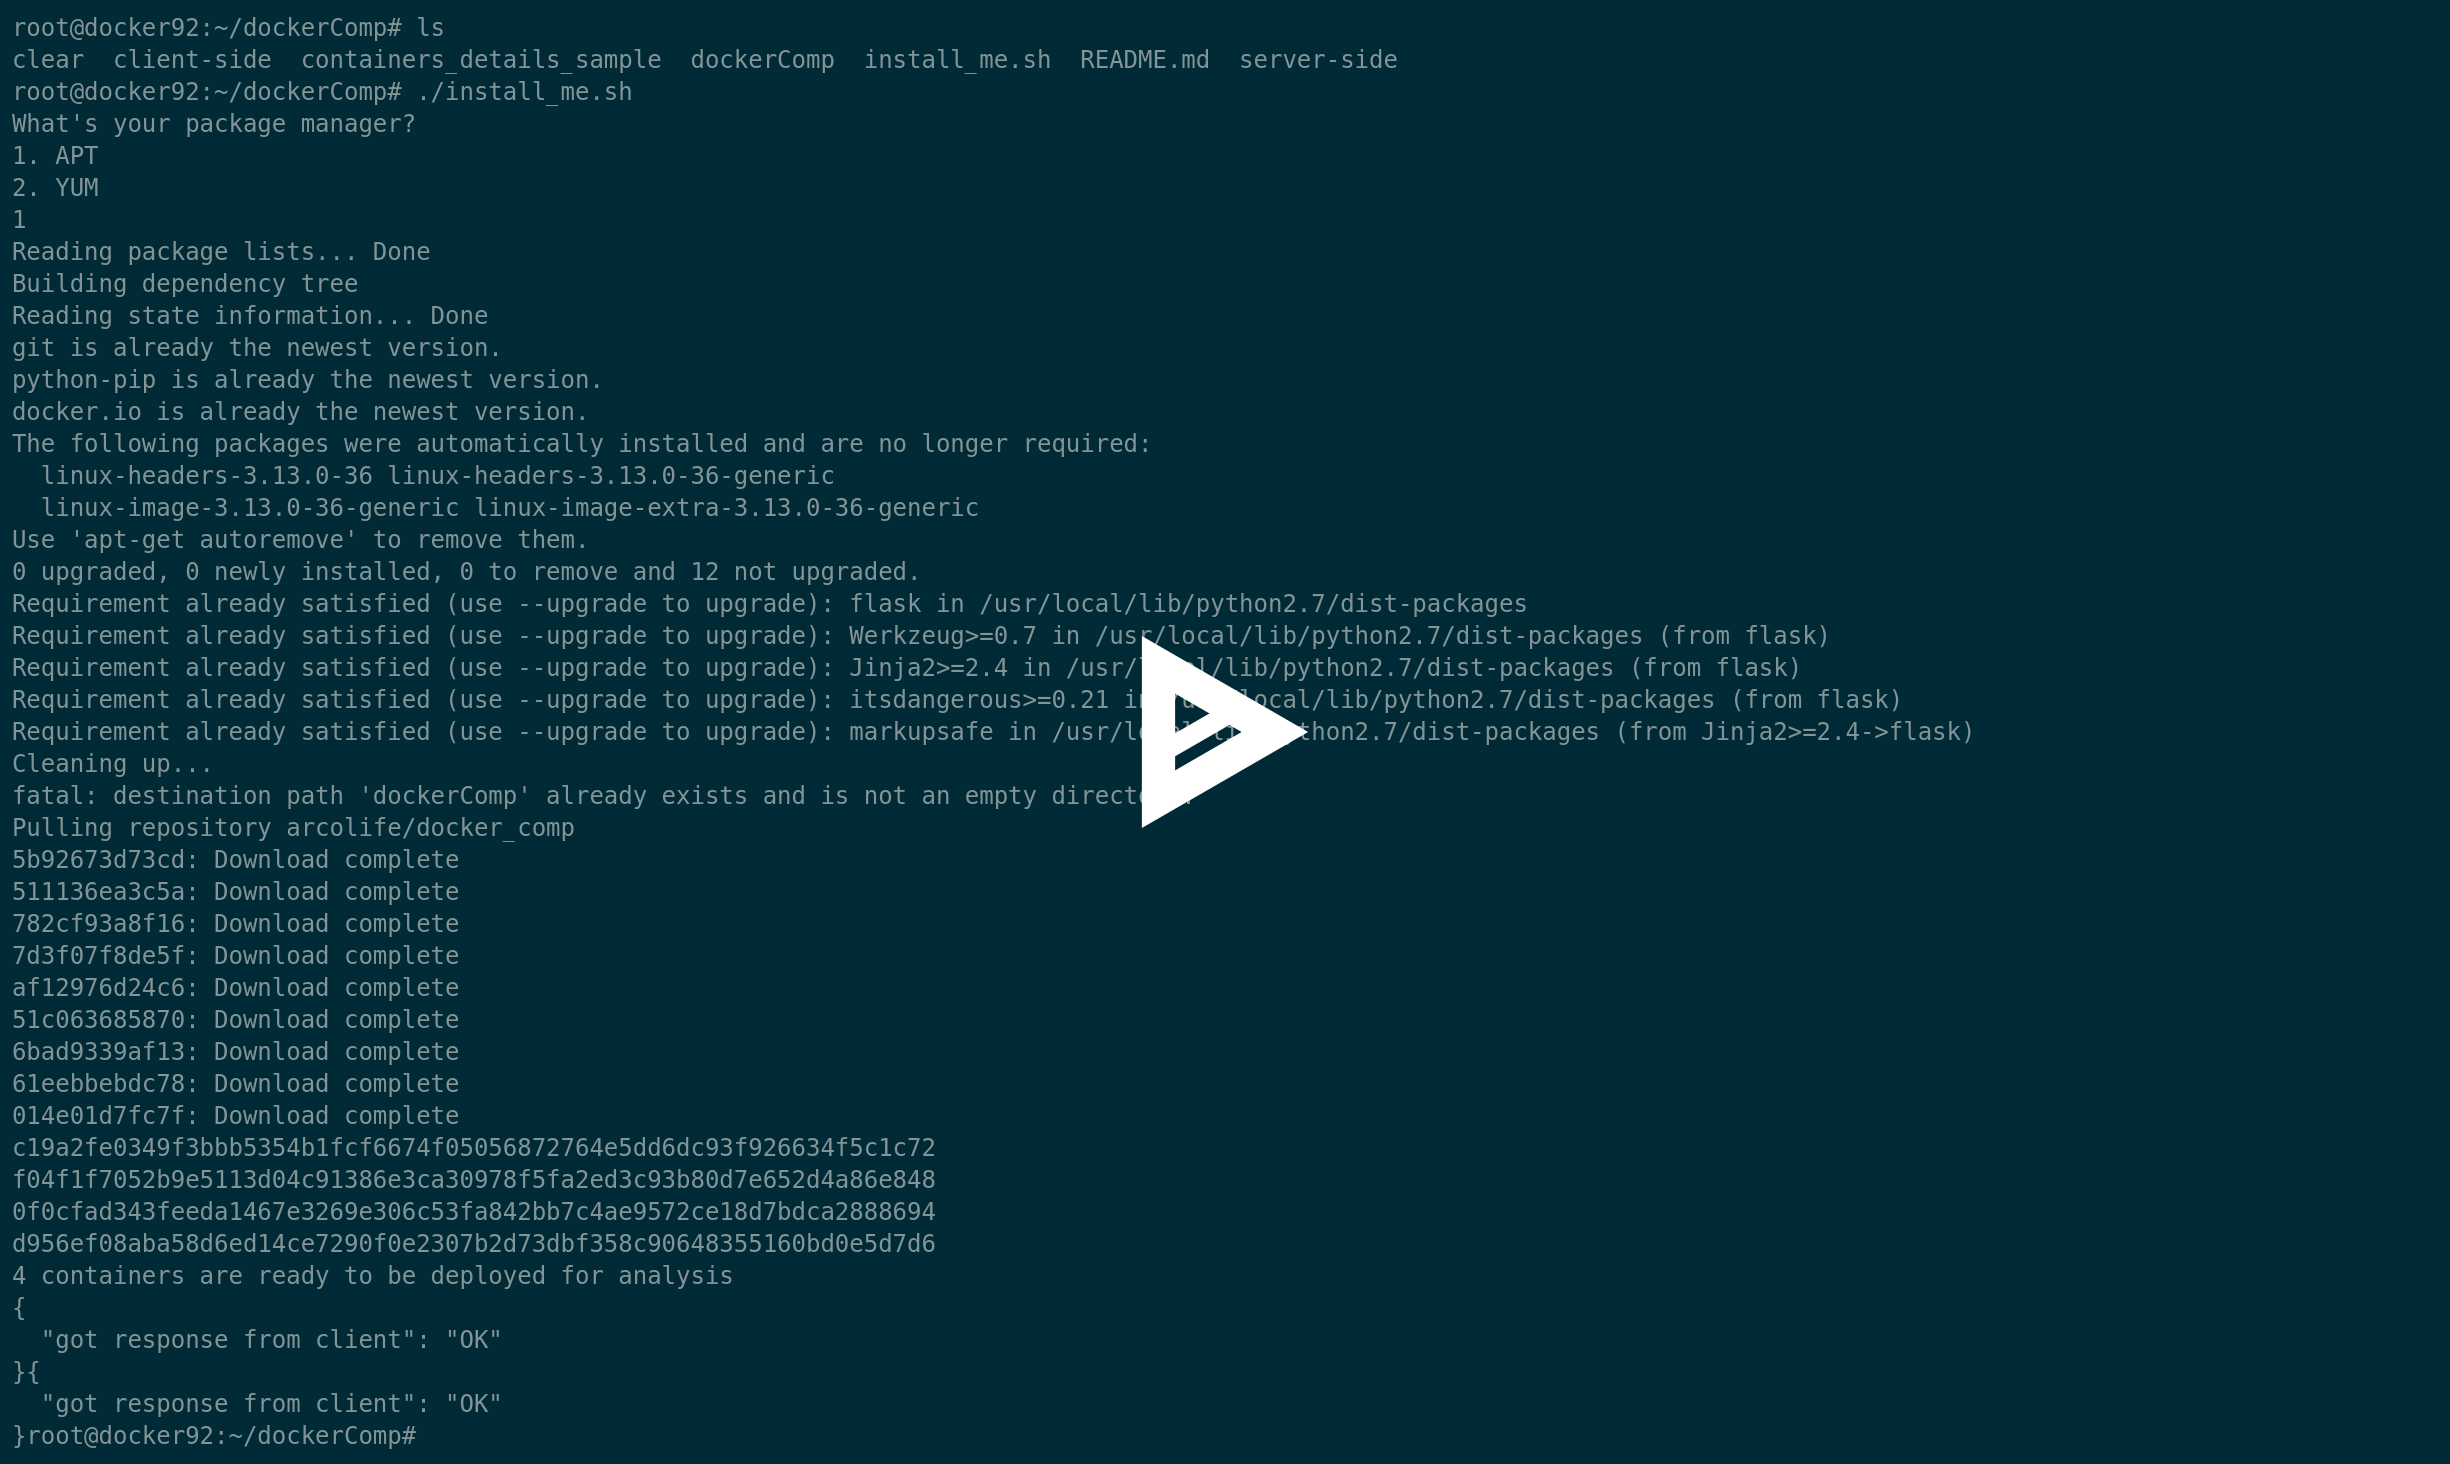 root@docker92:~/dockerComp# ls
clear  client-side  containers_details_sample  dockerComp  install_me.sh  README.md  server-side
root@docker92:~/dockerComp# ./install_me.sh
What's your package manager?
1. APT
2. YUM
1
Reading package lists... Done
Building dependency tree
Reading state information... Done
git is already the newest version.
python-pip is already the newest version.
docker.io is already the newest version.
The following packages were automatically installed and are no longer required:
  linux-headers-3.13.0-36 linux-headers-3.13.0-36-generic
  linux-image-3.13.0-36-generic linux-image-extra-3.13.0-36-generic
Use 'apt-get autoremove' to remove them.
0 upgraded, 0 newly installed, 0 to remove and 12 not upgraded.
Requirement already satisfied (use --upgrade to upgrade): flask in /usr/local/lib/python2.7/dist-packages
Requirement already satisfied (use --upgrade to upgrade): Werkzeug>=0.7 in /usr/local/lib/python2.7/dist-packages (from flask)
Requirement already satisfied (use --upgrade to upgrade): Jinja2>=2.4 in /usr/local/lib/python2.7/dist-packages (from flask)
Requirement already satisfied (use --upgrade to upgrade): itsdangerous>=0.21 in /usr/local/lib/python2.7/dist-packages (from flask)
Requirement already satisfied (use --upgrade to upgrade): markupsafe in /usr/local/lib/python2.7/dist-packages (from Jinja2>=2.4->flask)
Cleaning up...
fatal: destination path 'dockerComp' already exists and is not an empty directory.
Pulling repository arcolife/docker_comp
5b92673d73cd: Download complete
511136ea3c5a: Download complete
782cf93a8f16: Download complete
7d3f07f8de5f: Download complete
af12976d24c6: Download complete
51c063685870: Download complete
6bad9339af13: Download complete
61eebbebdc78: Download complete
014e01d7fc7f: Download complete
c19a2fe0349f3bbb5354b1fcf6674f05056872764e5dd6dc93f926634f5c1c72
f04f1f7052b9e5113d04c91386e3ca30978f5fa2ed3c93b80d7e652d4a86e848
0f0cfad343feeda1467e3269e306c53fa842bb7c4ae9572ce18d7bdca2888694
d956ef08aba58d6ed14ce7290f0e2307b2d73dbf358c90648355160bd0e5d7d6
4 containers are ready to be deployed for analysis
{
  "got response from client": "OK"
}{
  "got response from client": "OK"
}root@docker92:~/dockerComp#